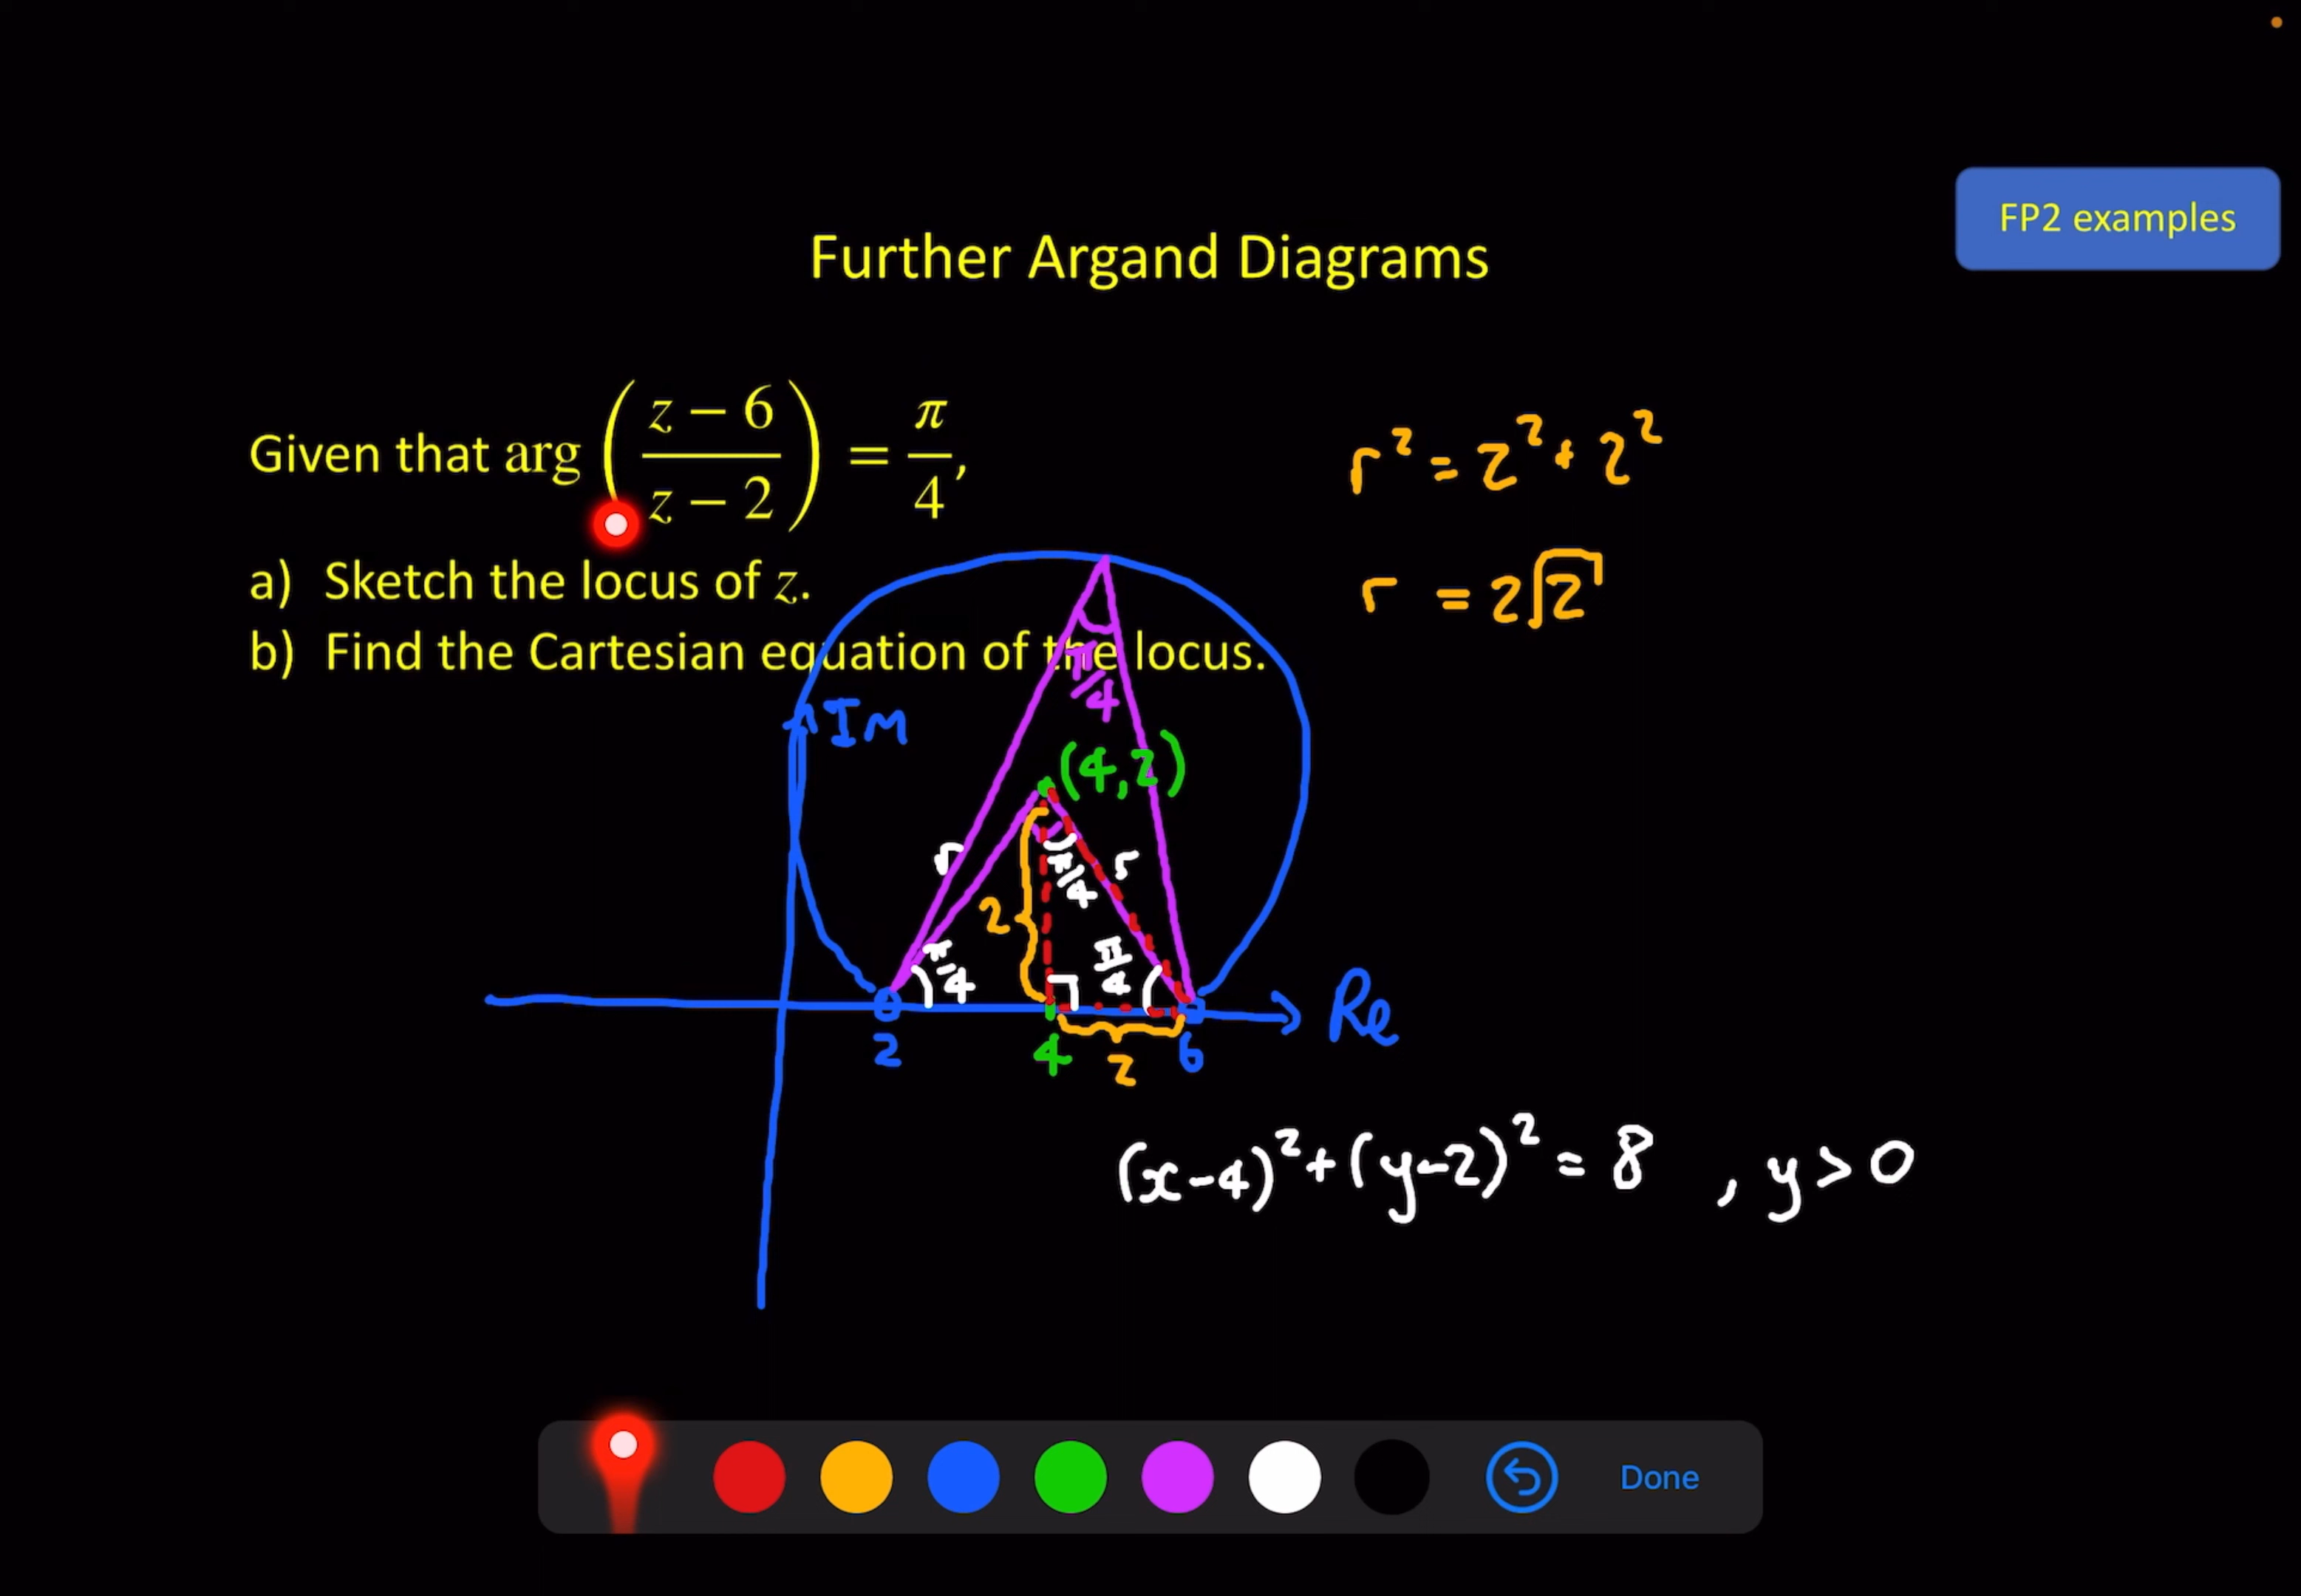 FP2 examples
Further Argand Diagrams
Given that arg ( (z − 6) / (z − 2) ) = π/4,
a) Sketch the locus of z.
b) Find the Cartesian equation of the locus.
r² = 2² + 2²
r = 2√2
Im
π/4
(4,2)
r
π/4
r
2
π/4
π/4
Re
2
4
2
6
(x-4)² + (y-2)² = 8 , y > 0
Done